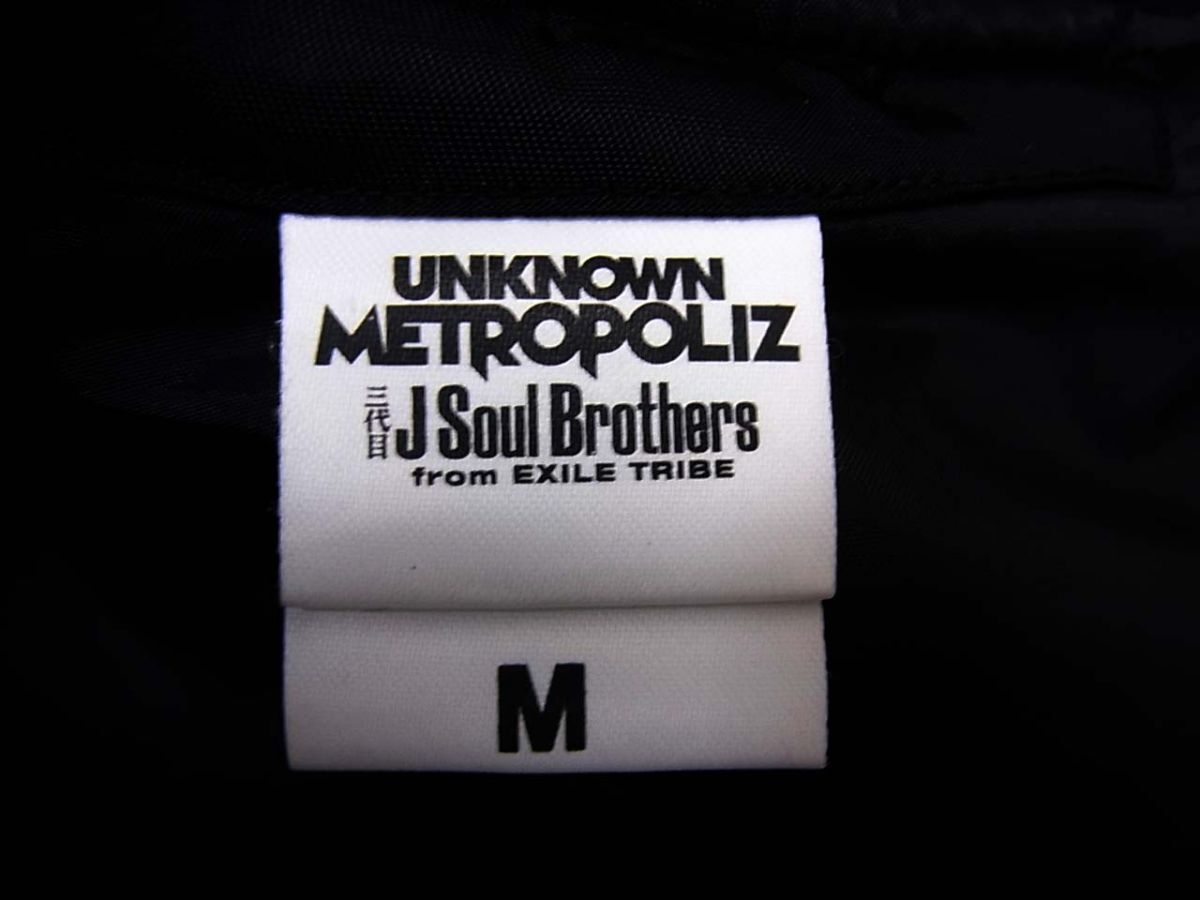 UNKNOWN
METROPOLIZ
三代目 J Soul Brothers
from EXILE TRIBE
M